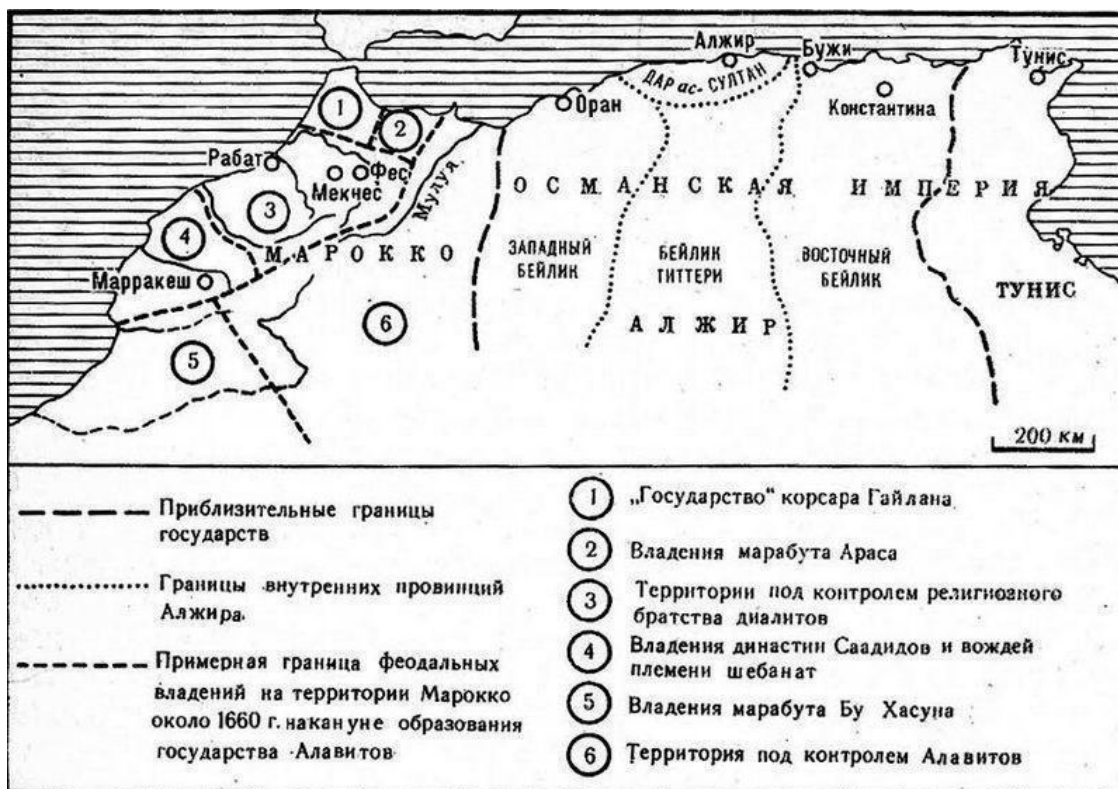 Алжир
Бужи
Тунис
ДАР ас-СУЛТАН
1
Оран
Константина
2
Рабат
Фес
Мекнес
Мулуя
ОСМАНСКАЯ ИМПЕРИЯ
3
4
МАРОККО
ЗАПАДНЫЙ
БЕЙЛИК
БЕЙЛИК
ТИТТЕРИ
ВОСТОЧНЫЙ
БЕЙЛИК
Марракеш
ТУНИС
6
АЛЖИР
5
200 км
Приблизительные границы
государств
Границы внутренних провинций
Алжира
Примерная граница феодальных
владений на территории Марокко
около 1660 г. накануне образования
государства Алавитов
1 „Государство“ корсара Гайлана
2 Владения марабута Араса
3 Территории под контролем религиозного
братства диалитов
4 Владения династии Саадидов и вождей
племени шебанат
5 Владения марабута Бу Хасуна
6 Территория под контролем Алавитов